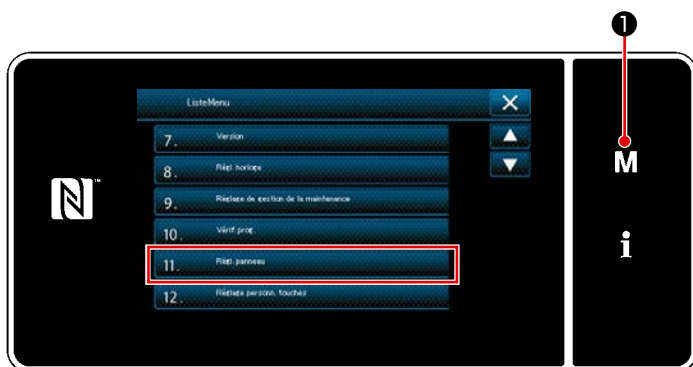 ❶
ListeMenu
7. Version
8. Régl. horloge
9. Réglage de gestion de la maintenance
10. Vérif.prog.
11. Régl. panneau
12. Réglage personn. touches
M
i